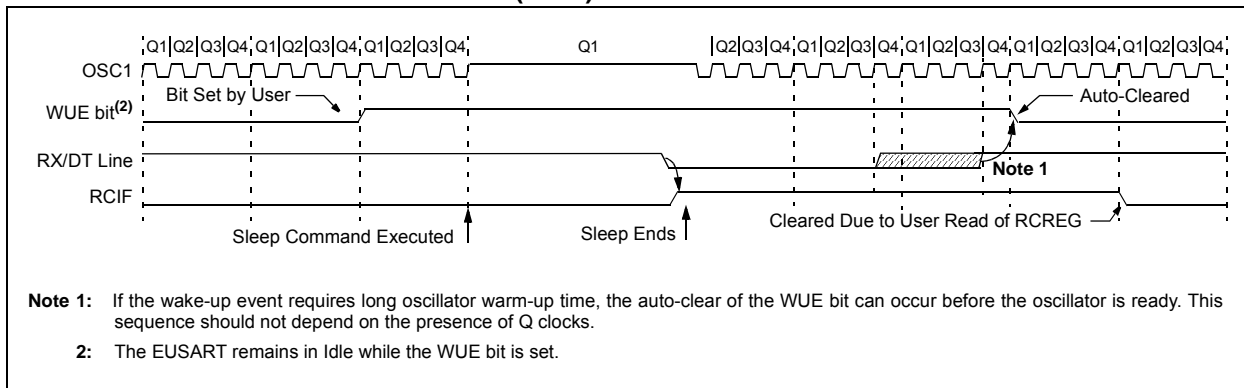 Q1 Q2 Q3 Q4 Q1 Q2 Q3 Q4 Q1 Q2 Q3 Q4 Q1 Q2 Q3 Q4 Q1 Q2 Q3 Q4 Q1 Q2 Q3 Q4 Q1 Q2 Q3 Q4 Q1 Q2 Q3 Q4
OSC1
Bit Set by User
Auto-Cleared
WUE bit(2)
RX/DT Line
Note 1
RCIF
Cleared Due to User Read of RCREG
Sleep Command Executed
Sleep Ends
Note 1: If the wake-up event requires long oscillator warm-up time, the auto-clear of the WUE bit can occur before the oscillator is ready. This
sequence should not depend on the presence of Q clocks.
2: The EUSART remains in Idle while the WUE bit is set.